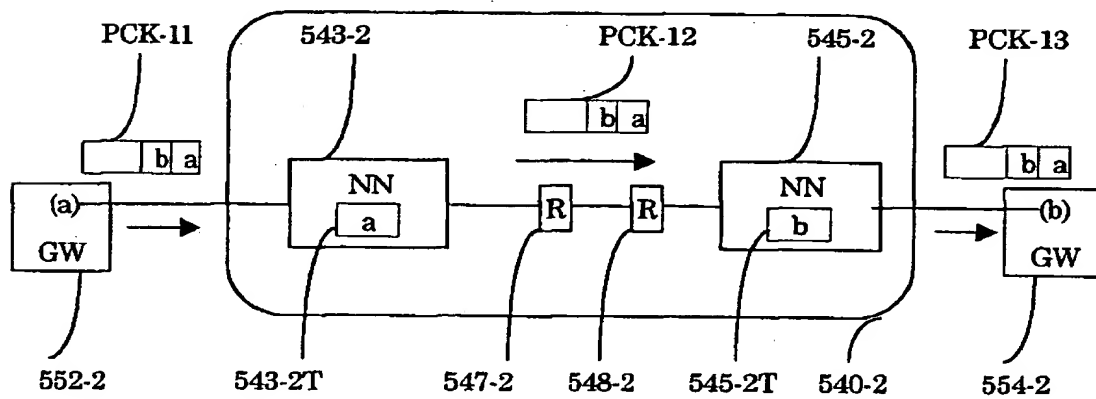 PCK-11 543-2 PCK-12 545-2 PCK-13
b a
b a
b a
(a) GW
NN
a
R R
NN
b
(b) GW
552-2 543-2T 547-2 548-2 545-2T 540-2 554-2